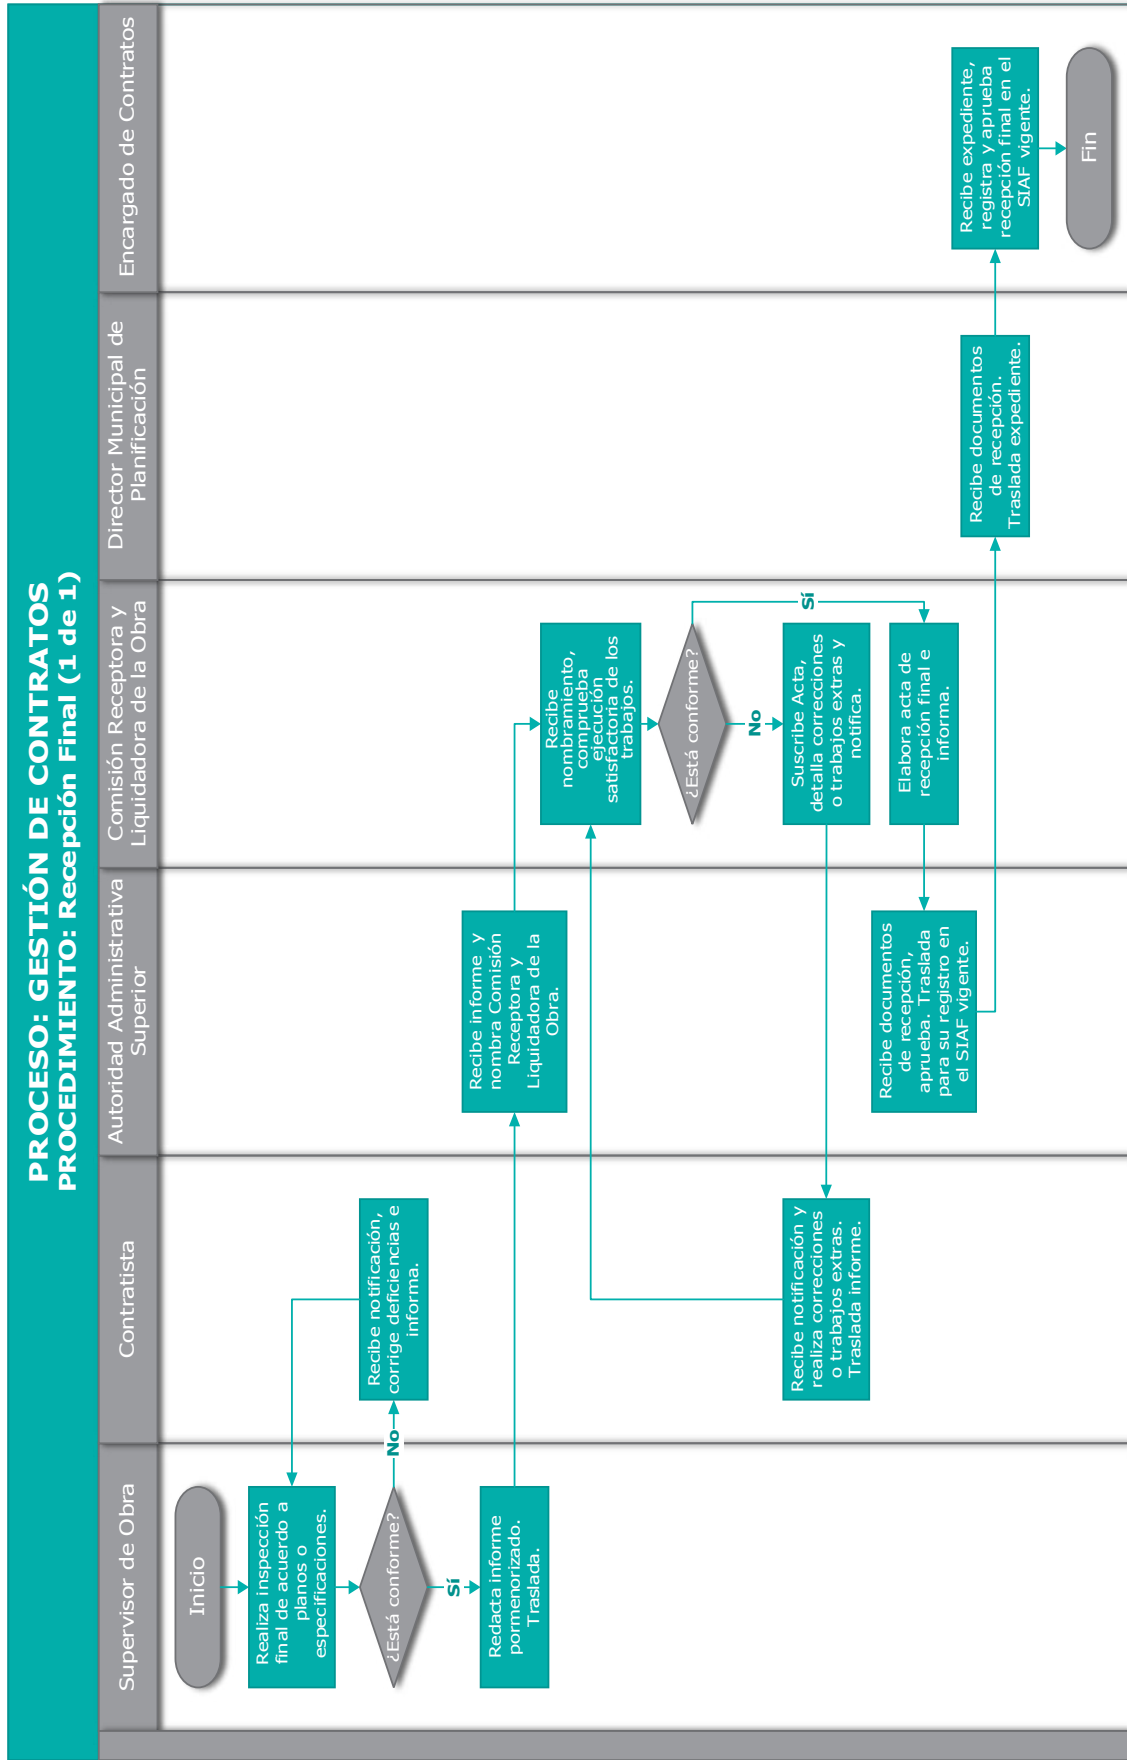 PROCESO: GESTIÓN DE CONTRATOS
PROCEDIMIENTO: Recepción Final (1 de 1)
Supervisor de Obra
Contratista
Autoridad Administrativa
Superior
Comisión Receptora y
Liquidadora de la Obra
Director Municipal de
Planificación
Encargado de Contratos
Inicio
Realiza inspección
final de acuerdo a
planos o
especificaciones.
¿Está conforme?
No
Recibe notificación,
corrige deficiencias e
informa.
Sí
Redacta informe
pormenorizado.
Traslada.
Recibe informe y
nombra Comisión
Receptora y
Liquidadora de la
Obra.
Recibe
nombramiento,
comprueba
ejecución
satisfactoria de los
trabajos.
¿Está conforme?
No
Sí
Suscribe Acta,
detalla correcciones
o trabajos extras y
notifica.
Recibe notificación y
realiza correcciones
o trabajos extras.
Traslada informe.
Elabora acta de
recepción final e
informa.
Recibe documentos
de recepción,
aprueba. Traslada
para su registro en
el SIAF vigente.
Recibe documentos
de recepción.
Traslada expediente.
Recibe expediente,
registra y aprueba
recepción final en el
SIAF vigente.
Fin